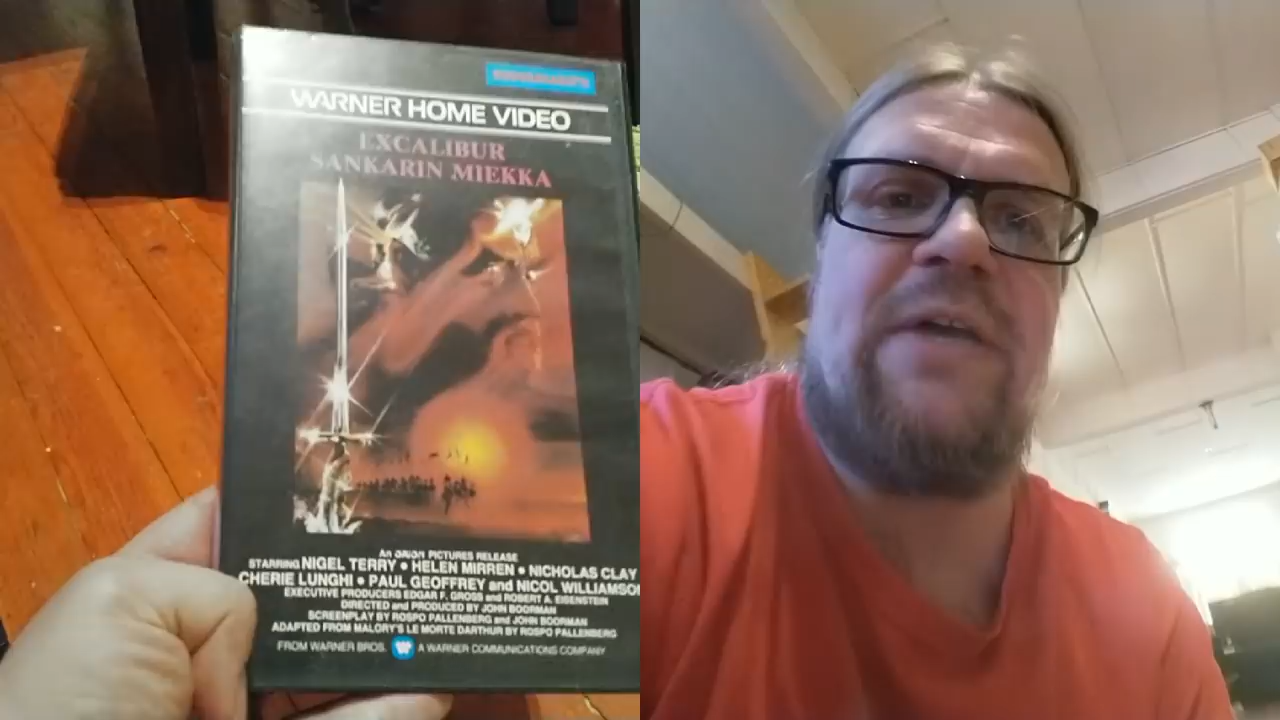 WARNER HOME VIDEO
EXCALIBUR
SANKARIN MIEKKA
AN ORION PICTURES RELEASE
STARRING NIGEL TERRY • HELEN MIRREN • NICHOLAS CLAY
CHERIE LUNGHI • PAUL GEOFFREY and NICOL WILLIAMSON
EXECUTIVE PRODUCERS EDGAR F. GROSS and ROBERT A. EISENSTEIN
DIRECTED and PRODUCED BY JOHN BOORMAN
SCREENPLAY BY ROSPO PALLENBERG and JOHN BOORMAN
ADAPTED FROM MALORY'S LE MORTE DARTHUR BY ROSPO PALLENBERG
FROM WARNER BROS. A WARNER COMMUNICATIONS COMPANY